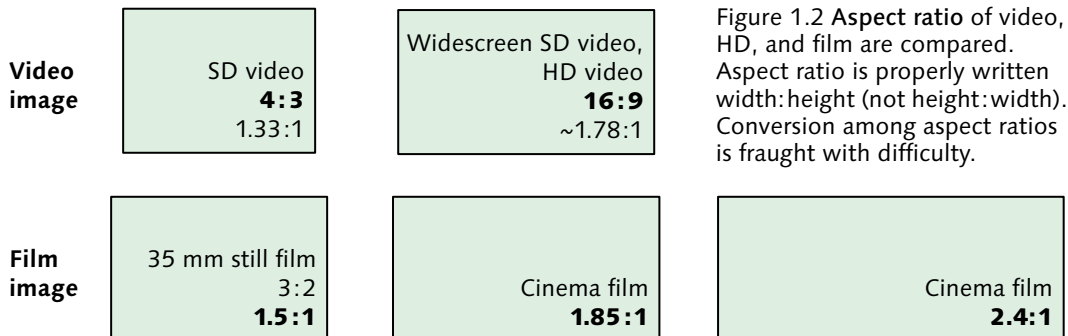 Video
image
SD video
4:3
1.33:1
Widescreen SD video,
HD video
16:9
~1.78:1
Figure 1.2 Aspect ratio of video,
HD, and film are compared.
Aspect ratio is properly written
width:height (not height:width).
Conversion among aspect ratios
is fraught with difficulty.
Film
image
35 mm still film
3:2
1.5:1
Cinema film
1.85:1
Cinema film
2.4:1